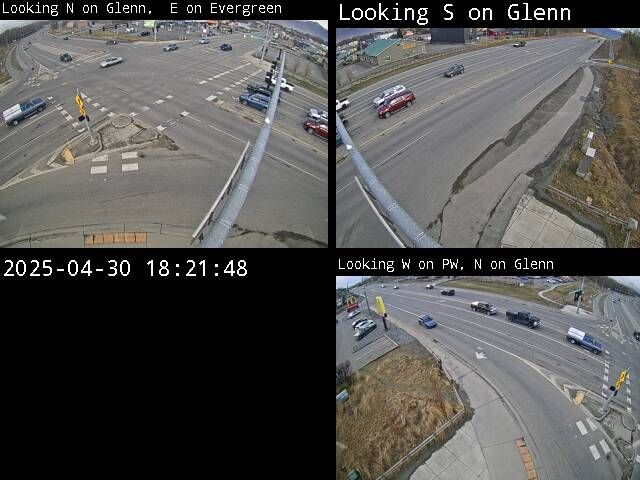 Looking N on Glenn,  E on Evergreen
Looking S on Glenn
2025-04-30 18:21:48
Looking W on PW, N on Glenn